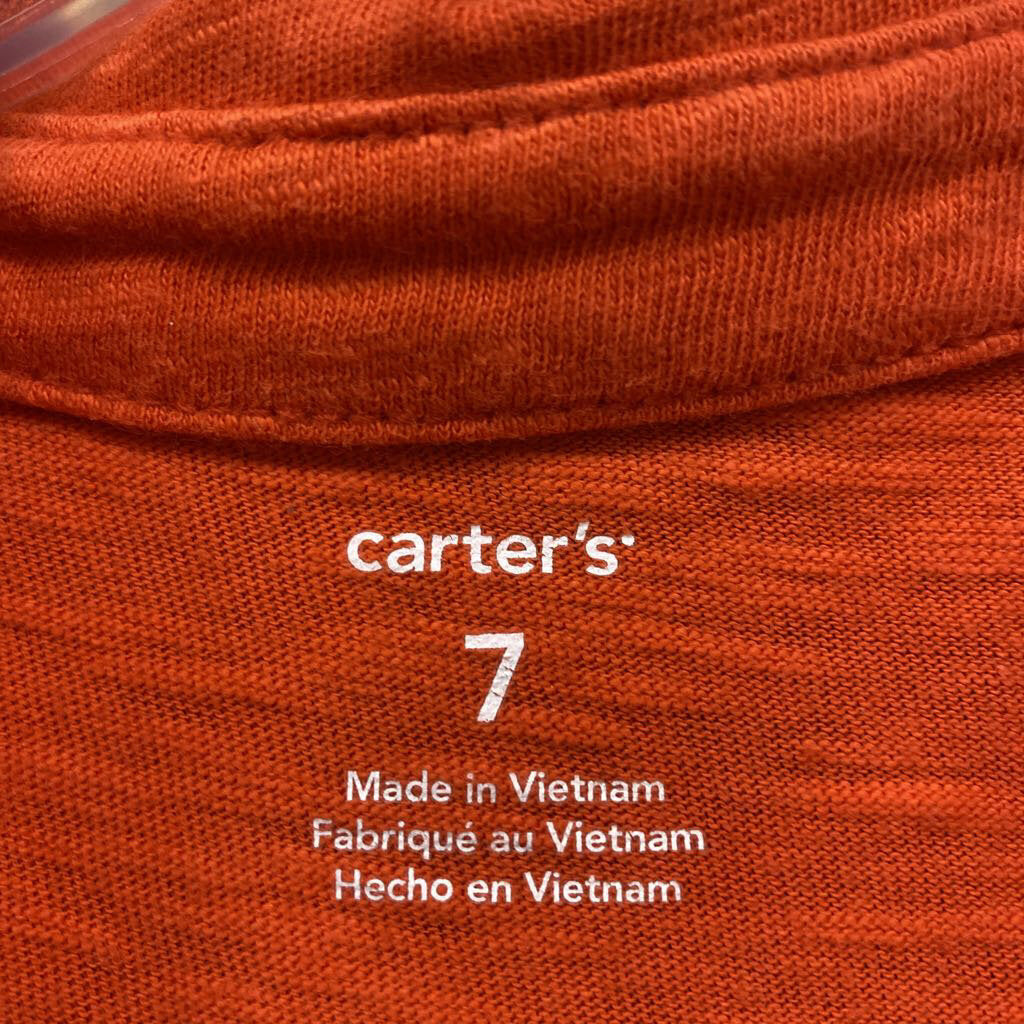 carter's
7
Made in Vietnam
Fabriqué au Vietnam
Hecho en Vietnam